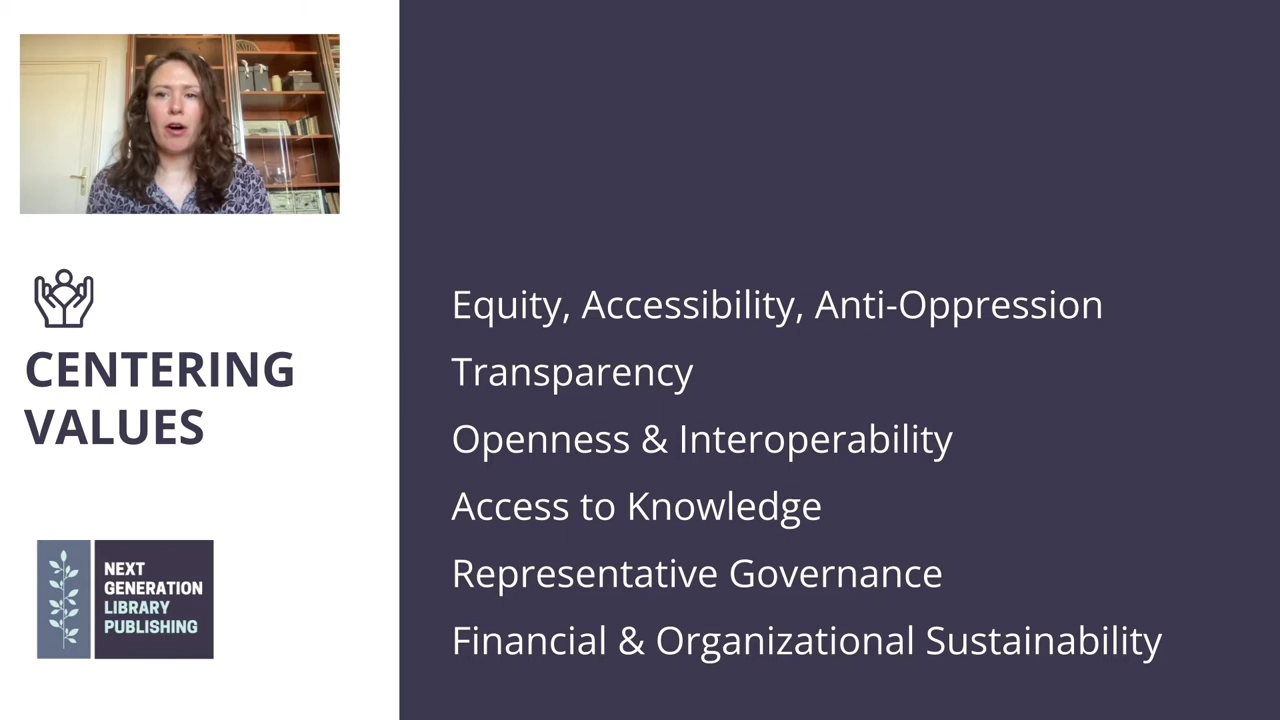 CENTERING
VALUES
NEXT
GENERATION
LIBRARY
PUBLISHING
Equity, Accessibility, Anti-Oppression
Transparency
Openness & Interoperability
Access to Knowledge
Representative Governance
Financial & Organizational Sustainability